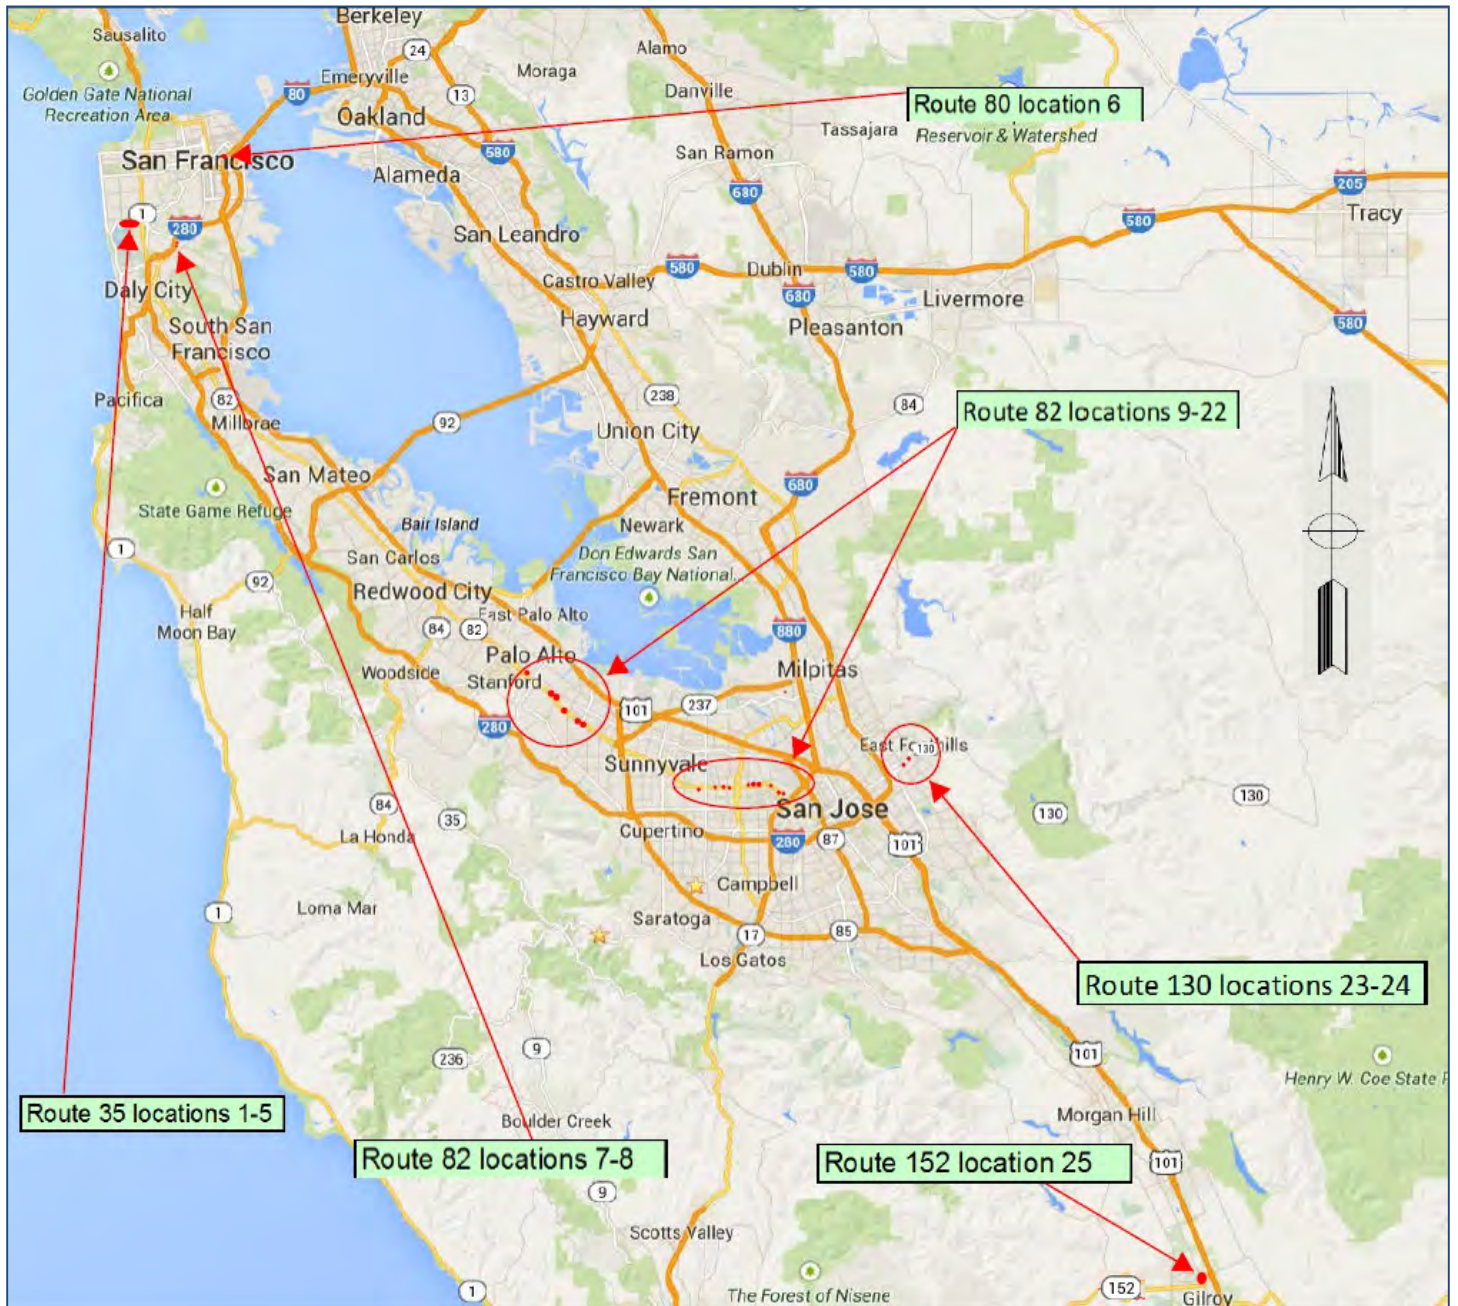 Berkeley
Sausalito
24
Alamo
Moraga
Emeryville
Golden Gate National
Recreation Area
80
13
Danville
Route 80 location 6
Oakland
Tassajara
Reservoir & Watershed
San Francisco
580
San Ramon
Alameda
680
205
Tracy
1
280
580
San Leandro
580
Dublin
580
Castro Valley
Daly City
680
Livermore
Hayward
Pleasanton
580
South San
Francisco
Pacifica
82
238
84
Route 82 locations 9-22
Millbrae
92
Union City
San Mateo
680
Fremont
State Game Refuge
Bair Island
Newark
1
San Carlos
Don Edwards San
Francisco Bay National...
92
Redwood City
Half
Moon Bay
East Palo Alto
84
82
880
Palo Alto
Woodside
Stanford
Milpitas
101
237
280
East Foothills
130
Sunnyvale
84
35
130
130
San Jose
La Honda
Cupertino
280
87
101
Campbell
1
Loma Mar
Saratoga
17
85
Los Gatos
Route 130 locations 23-24
236
9
101
Henry W. Coe State P
Route 35 locations 1-5
Boulder Creek
Morgan Hill
Route 82 locations 7-8
Route 152 location 25
101
9
Scotts Valley
1
The Forest of Nisene
152
Gilroy